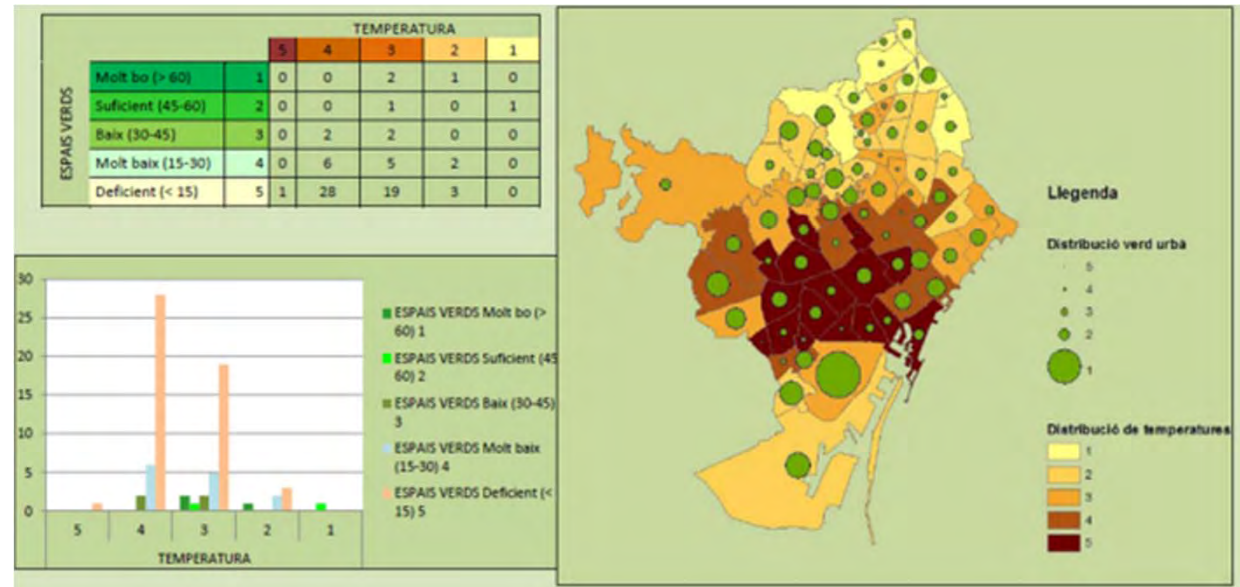 TEMPERATURA
5 4 3 2 1
ESPAIS VERDS
Molt bo (> 60) 1 0 0 2 1 0
Suficient (45-60) 2 0 0 1 0 1
Baix (30-45) 3 0 2 2 0 0
Molt baix (15-30) 4 0 6 5 2 0
Deficient (< 15) 5 1 28 19 3 0
30
25
20
15
10
5
0
5 4 3 2 1
TEMPERATURA
ESPAIS VERDS Molt bo (>
60) 1
ESPAIS VERDS Suficient (45
60) 2
ESPAIS VERDS Baix (30-45)
3
ESPAIS VERDS Molt baix
(15-30) 4
ESPAIS VERDS Deficient (<
15) 5
Llegenda
Distribució verd urbà
5
4
3
2
1
Distribució de temperatures
1
2
3
4
5